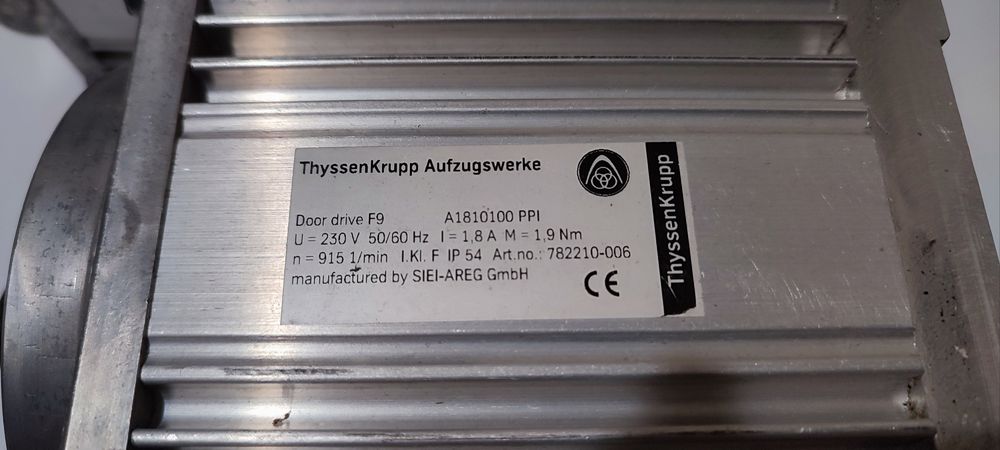 ThyssenKrupp Aufzugswerke
Door drive F9 A1810100 PPI
U = 230 V 50/60 Hz I = 1,8 A M = 1,9 Nm
n = 915 1/min I.Kl. F IP 54 Art.no.: 782210-006
manufactured by SIEI-AREG GmbH
CE
ThyssenKrupp